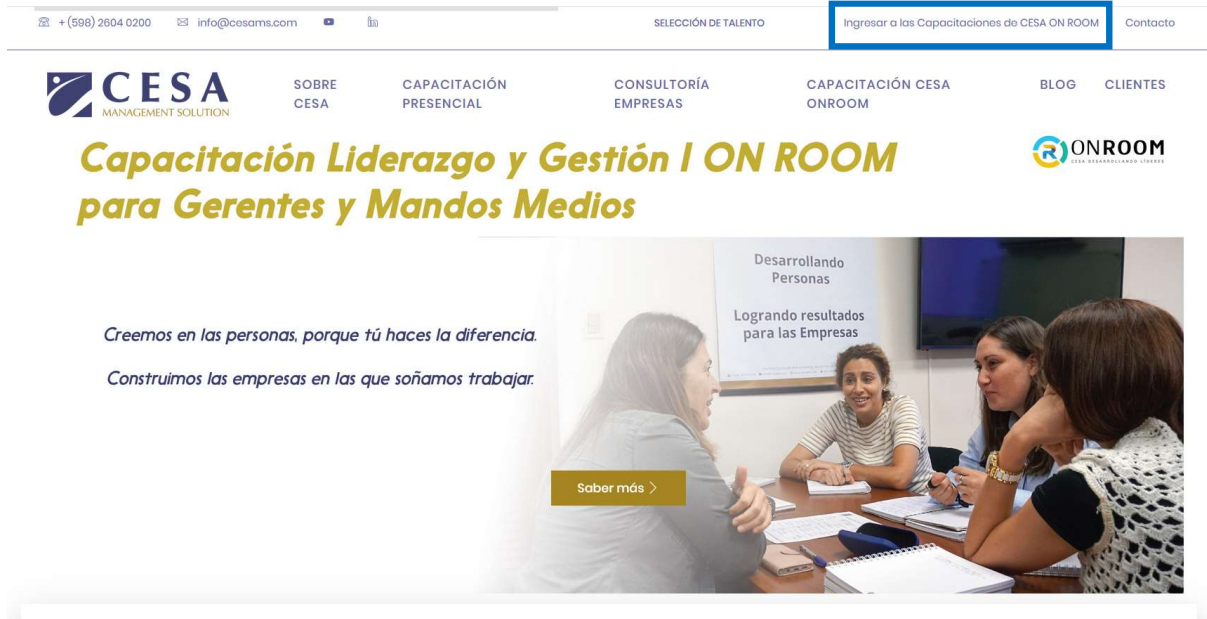 + (598) 2604 0200 info@cesams.com SELECCIÓN DE TALENTO Ingresar a las Capacitaciones de CESA ON ROOM Contacto
CESA
MANAGEMENT SOLUTION
SOBRE CESA
CAPACITACIÓN PRESENCIAL
CONSULTORÍA EMPRESAS
CAPACITACIÓN CESA ONROOM
BLOG
CLIENTES
Capacitación Liderazgo y Gestión I ON ROOM
para Gerentes y Mandos Medios
R ONROOM
CESA DESARROLLANDO LÍDERES
Desarrollando
Personas
Logrando resultados
para las Empresas
Creemos en las personas, porque tú haces la diferencia.
Construimos las empresas en las que soñamos trabajar.
Saber más >